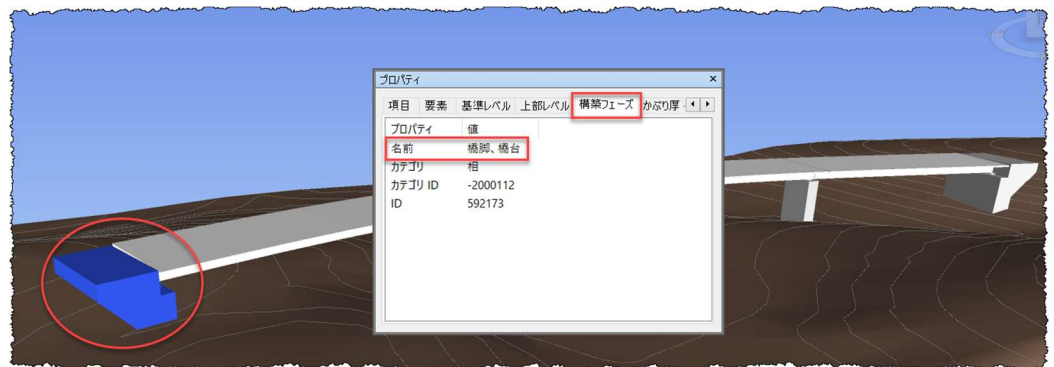 プロパティ ×
項目 要素 基準レベル 上部レベル 構築フェーズ かぶり厚 -
プロパティ 値
名前 橋脚、橋台
カテゴリ 相
カテゴリ ID -2000112
ID 592173